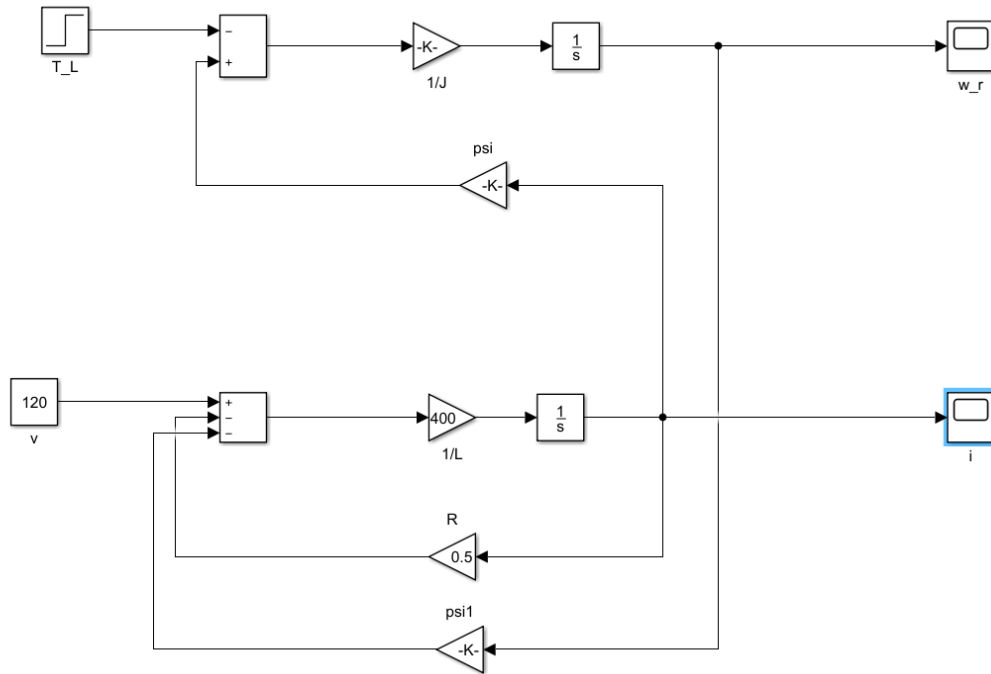 −
+
T_L
-K-
1/J
1
s
w_r
psi
-K-
120
v
+
−
−
400
1/L
1
s
i
R
0.5
psi1
-K-